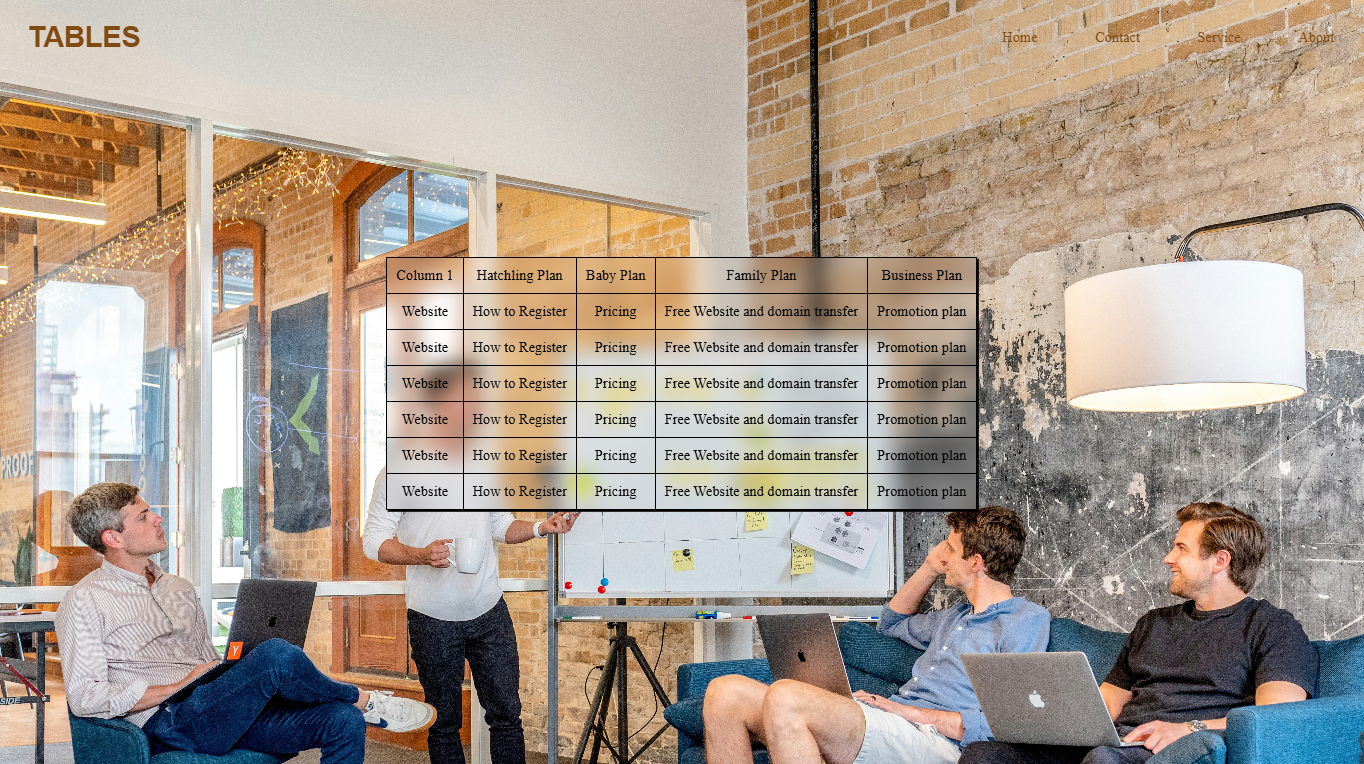 TABLES
Home Contact Service About
Column 1 Hatchling Plan Baby Plan Family Plan Business Plan
Website How to Register Pricing Free Website and domain transfer Promotion plan
Website How to Register Pricing Free Website and domain transfer Promotion plan
Website How to Register Pricing Free Website and domain transfer Promotion plan
Website How to Register Pricing Free Website and domain transfer Promotion plan
Website How to Register Pricing Free Website and domain transfer Promotion plan
Website How to Register Pricing Free Website and domain transfer Promotion plan
PROOF
Y
SIDE